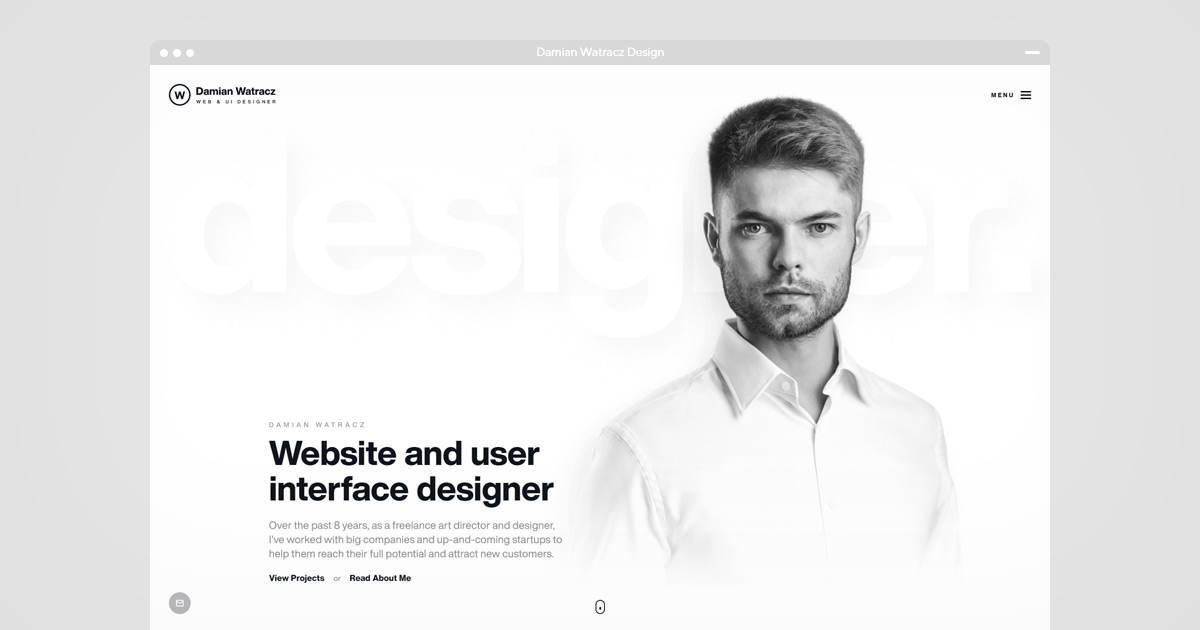 Damian Watracz Design
W
Damian Watracz
WEB & UI DESIGNER
MENU
designer.
DAMIAN WATRACZ
Website and user
interface designer
Over the past 8 years, as a freelance art director and designer,
I've worked with big companies and up-and-coming startups to
help them reach their full potential and attract new customers.
View Projects or Read About Me